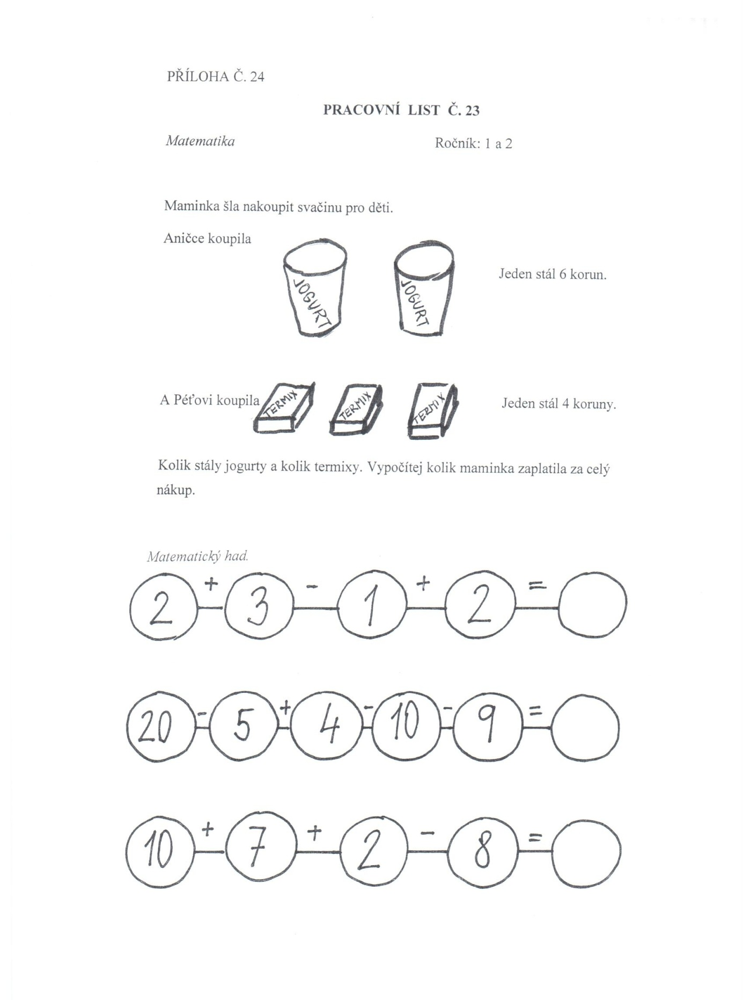 PŘÍLOHA Č. 24
PRACOVNÍ LIST Č. 23
Matematika Ročník: 1 a 2
Maminka šla nakoupit svačinu pro děti.
Aničce koupila
JOGURT JOGURT
Jeden stál 6 korun.
A Péťovi koupila TERMIX TERMIX TERMIX Jeden stál 4 koruny.
Kolik stály jogurty a kolik termixy. Vypočítej kolik maminka zaplatila za celý
nákup.
Matematický had.
2 + 3 - 1 + 2 =
20 - 5 + 4 - 10 - 9 =
10 + 7 + 2 - 8 =